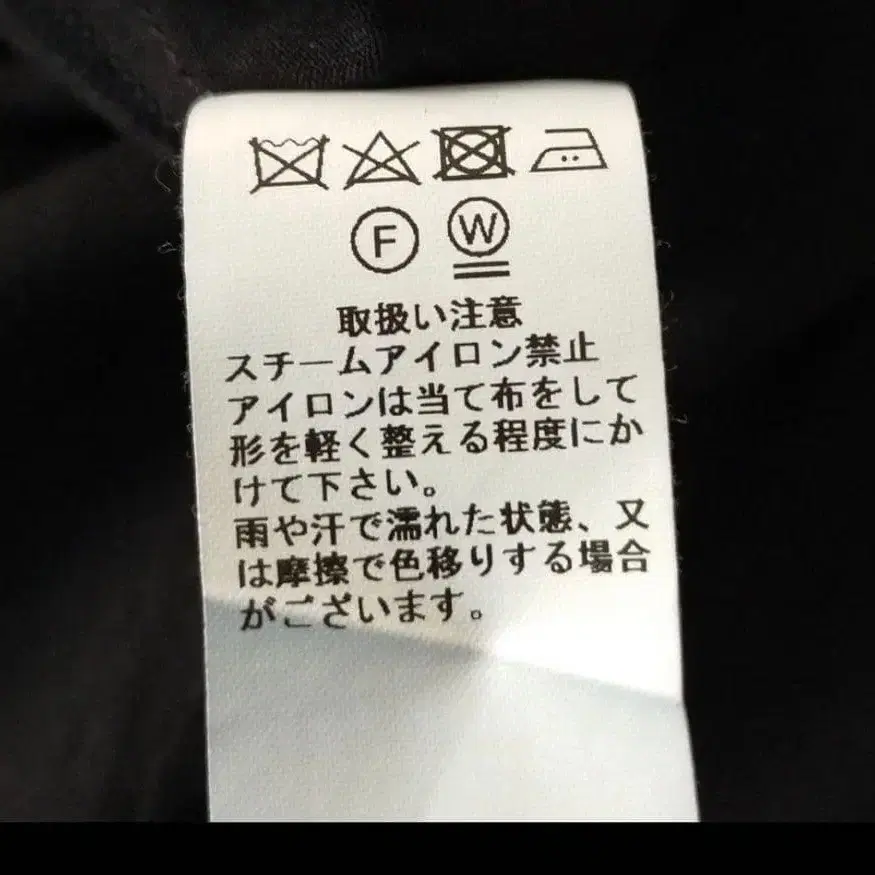 F W
取扱い注意
スチームアイロン禁止
アイロンは当て布をして
形を軽く整える程度にか
けて下さい。
雨や汗で濡れた状態、又
は摩擦で色移りする場合
がございます。